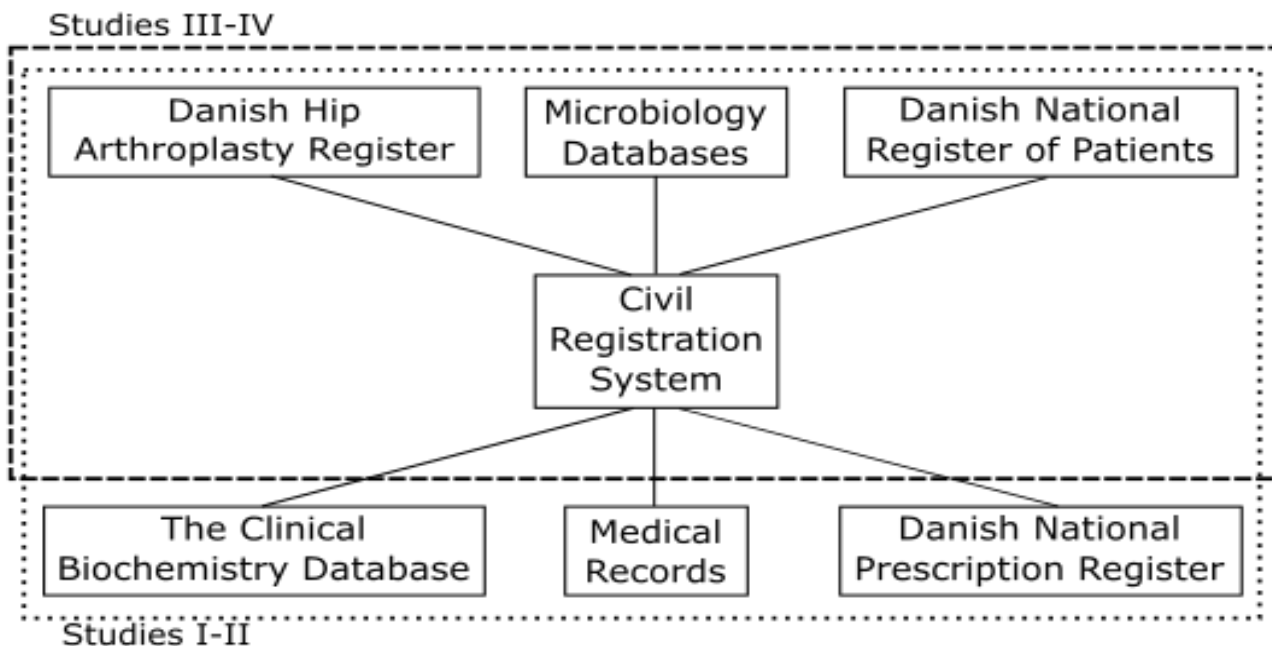 Studies III-IV
Danish Hip
Arthroplasty Register
Microbiology
Databases
Danish National
Register of Patients
Civil
Registration
System
The Clinical
Biochemistry Database
Medical
Records
Danish National
Prescription Register
Studies I-II